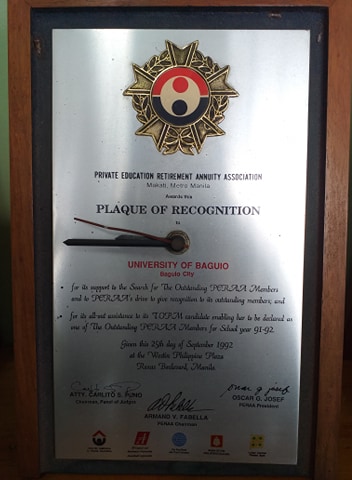 PRIVATE EDUCATION RETIREMENT ANNUITY ASSOCIATION
Makati, Metro Manila
Awards this
PLAQUE OF RECOGNITION
to
UNIVERSITY OF BAGUIO
Baguio City
• for its support to the Search for The Outstanding PERAA Members
and to PERAA's drive to give recognition to its outstanding members; and
• for its all-out assistance to its TOPM candidate enabling her to be declared as
one of The Outstanding PERAA Members for School year 91-92.
Given this 25th day of September 1992
at the Westin Philippine Plaza
Roxas Boulevard, Manila
ATTY. CARLITO S. PUNO
Chairman, Panel of Judges
OSCAR G. JOSEF
PERAA President
ARMAND V. FABELLA
PERAA Chairman